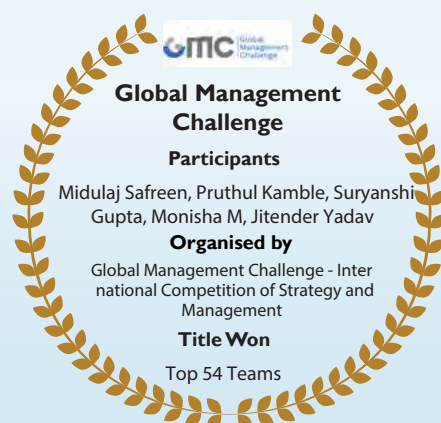 GMC Global
Management
Challenge
Global Management
Challenge
Participants
Midulaj Safreen, Pruthul Kamble, Suryanshi
Gupta, Monisha M, Jitender Yadav
Organised by
Global Management Challenge - Inter
national Competition of Strategy and
Management
Title Won
Top 54 Teams